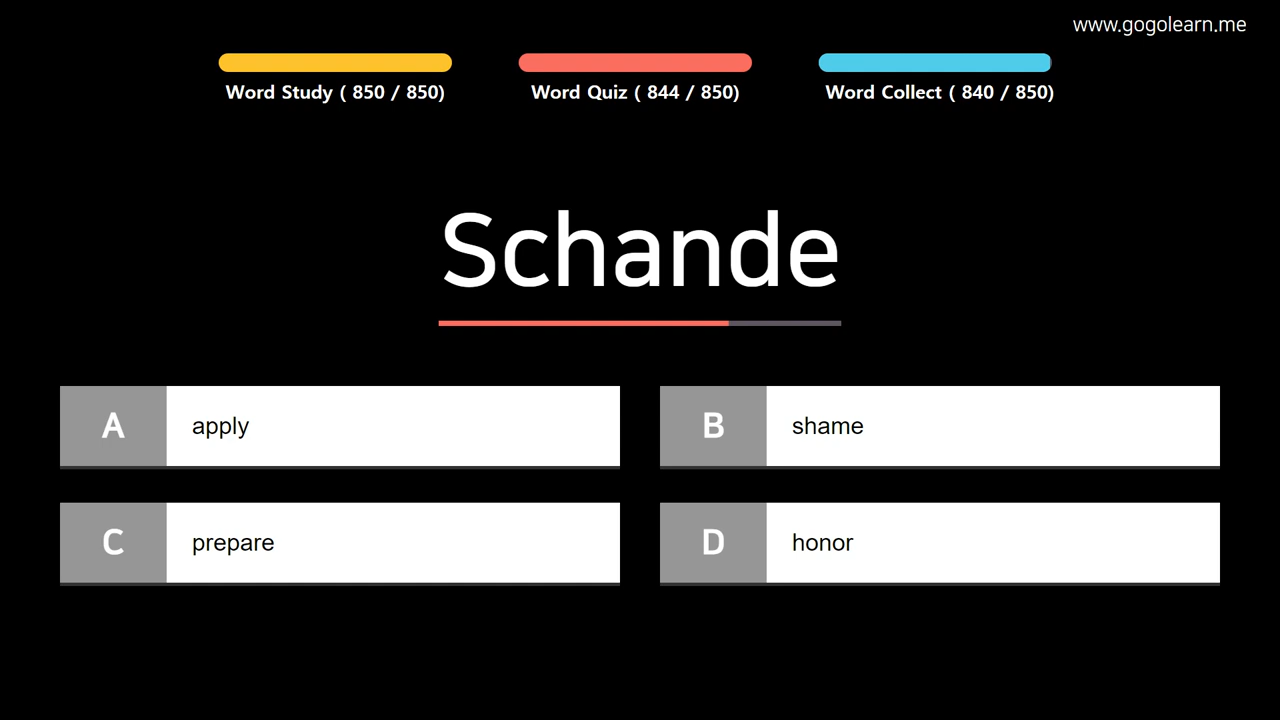 www.gogolearn.me
Word Study ( 850 / 850)
Word Quiz ( 844 / 850)
Word Collect ( 840 / 850)
Schande
A apply
B shame
C prepare
D honor